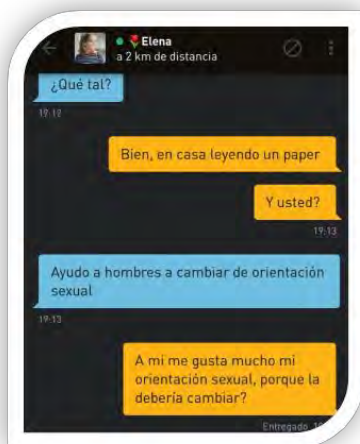 Elena
a 2 km de distancia
¿Qué tal?
19:12
Bien, en casa leyendo un paper
Y usted?
19:13
Ayudo a hombres a cambiar de orientación
sexual
19:13
A mi me gusta mucho mi
orientación sexual, porque la
debería cambiar?
Entregado